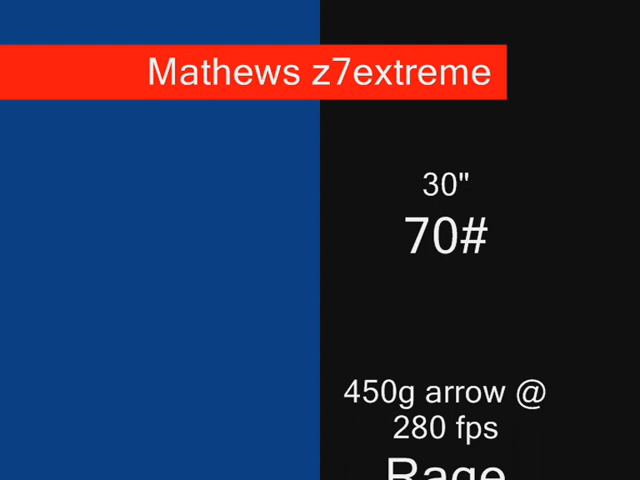 Mathews z7extreme
30"
70#
450g arrow @
280 fps
Rage